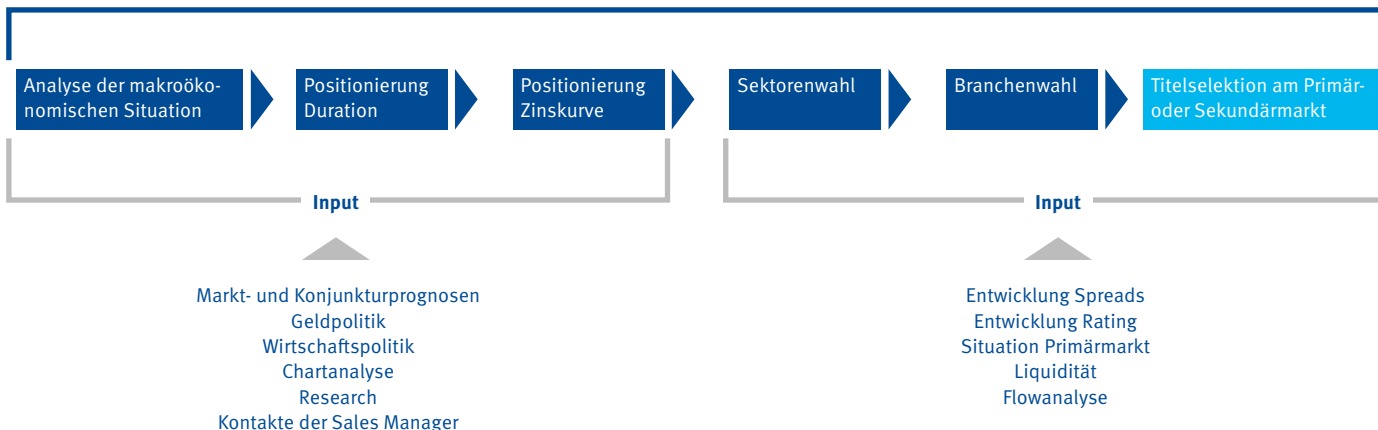 Analyse der makroöko-
nomischen Situation
Positionierung
Duration
Positionierung
Zinskurve
Sektorenwahl
Branchenwahl
Titelselektion am Primär-
oder Sekundärmarkt
Input
Markt- und Konjunkturprognosen
Geldpolitik
Wirtschaftspolitik
Chartanalyse
Research
Kontakte der Sales Manager
Input
Entwicklung Spreads
Entwicklung Rating
Situation Primärmarkt
Liquidität
Flowanalyse